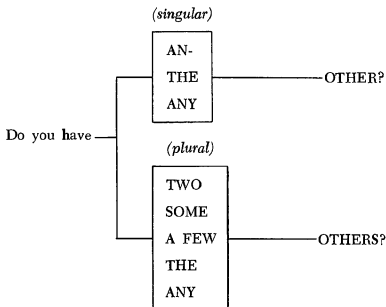 (singular)
AN-
THE
OTHER?
ANY
Do you have
(plural)
TWO
SOME
A FEW
OTHERS?
THE
ANY